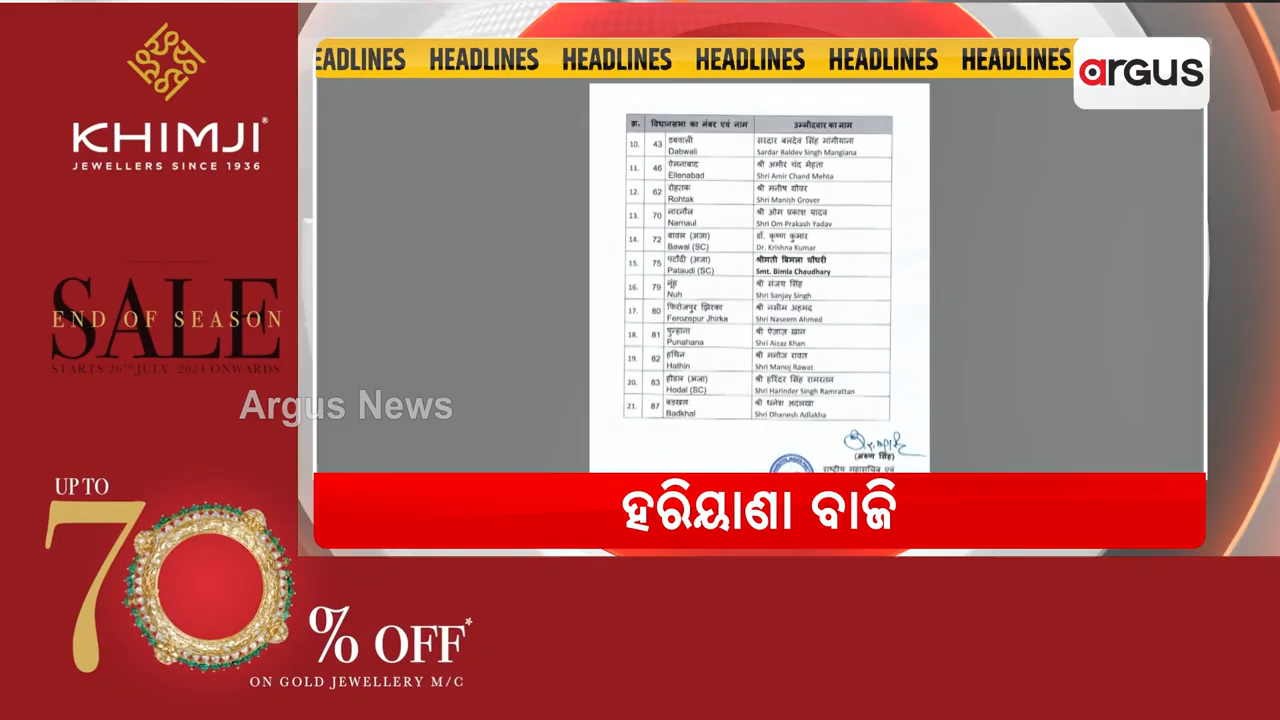 KHIMJI
JEWELLERS SINCE 1936
SALE
END OF SEASON
STARTS 26TH JULY, 2024 ONWARDS
UP TO
70
% OFF*
ON GOLD JEWELLERY M/C
HEADLINES HEADLINES HEADLINES HEADLINES HEADLINES
argus
क्र. विधानसभा का नंबर एवं नाम उम्मीदवार का नाम
10. 43 डबवाली सरदार बलदेव सिंह मांगीयाना
Dabwali Sardar Baldev Singh Mangiana
11. 46 ऐलनाबाद श्री अमीर चंद मेहता
Ellenabad Shri Amir Chand Mehta
12. 62 रोहतक श्री मनीष ग्रोवर
Rohtak Shri Manish Grover
13. 70 नारनौल श्री ओम प्रकाश यादव
Narnaul Shri Om Prakash Yadav
14. 72 बावल (अजा) डॉ. कृष्ण कुमार
Bawal (SC) Dr. Krishna Kumar
15. 75 पटौदी (अजा) श्रीमती बिमला चौधरी
Pataudi (SC) Smt. Bimla Chaudhary
16. 79 नूंह श्री संजय सिंह
Nuh Shri Sanjay Singh
17. 80 फिरोजपुर झिरका श्री नसीम अहमद
Ferozepur Jhirka Shri Naseem Ahmed
18. 81 पुन्हाना श्री ऐज़ाज़ ख़ान
Punahana Shri Aizaz Khan
19. 82 हथिन श्री मनोज रावत
Hathin Shri Manoj Rawat
20. 83 होडल (अजा) श्री हरिंदर सिंह रामरतन
Hodal (SC) Shri Harinder Singh Ramrattan
21. 87 बड़खल श्री धनेश अदलखा
Badkhal Shri Dhanesh Adlakha
(अरुण सिंह)
राष्ट्रीय महासचिव एवं
Argus News
ହରିୟାଣା ବାଜି